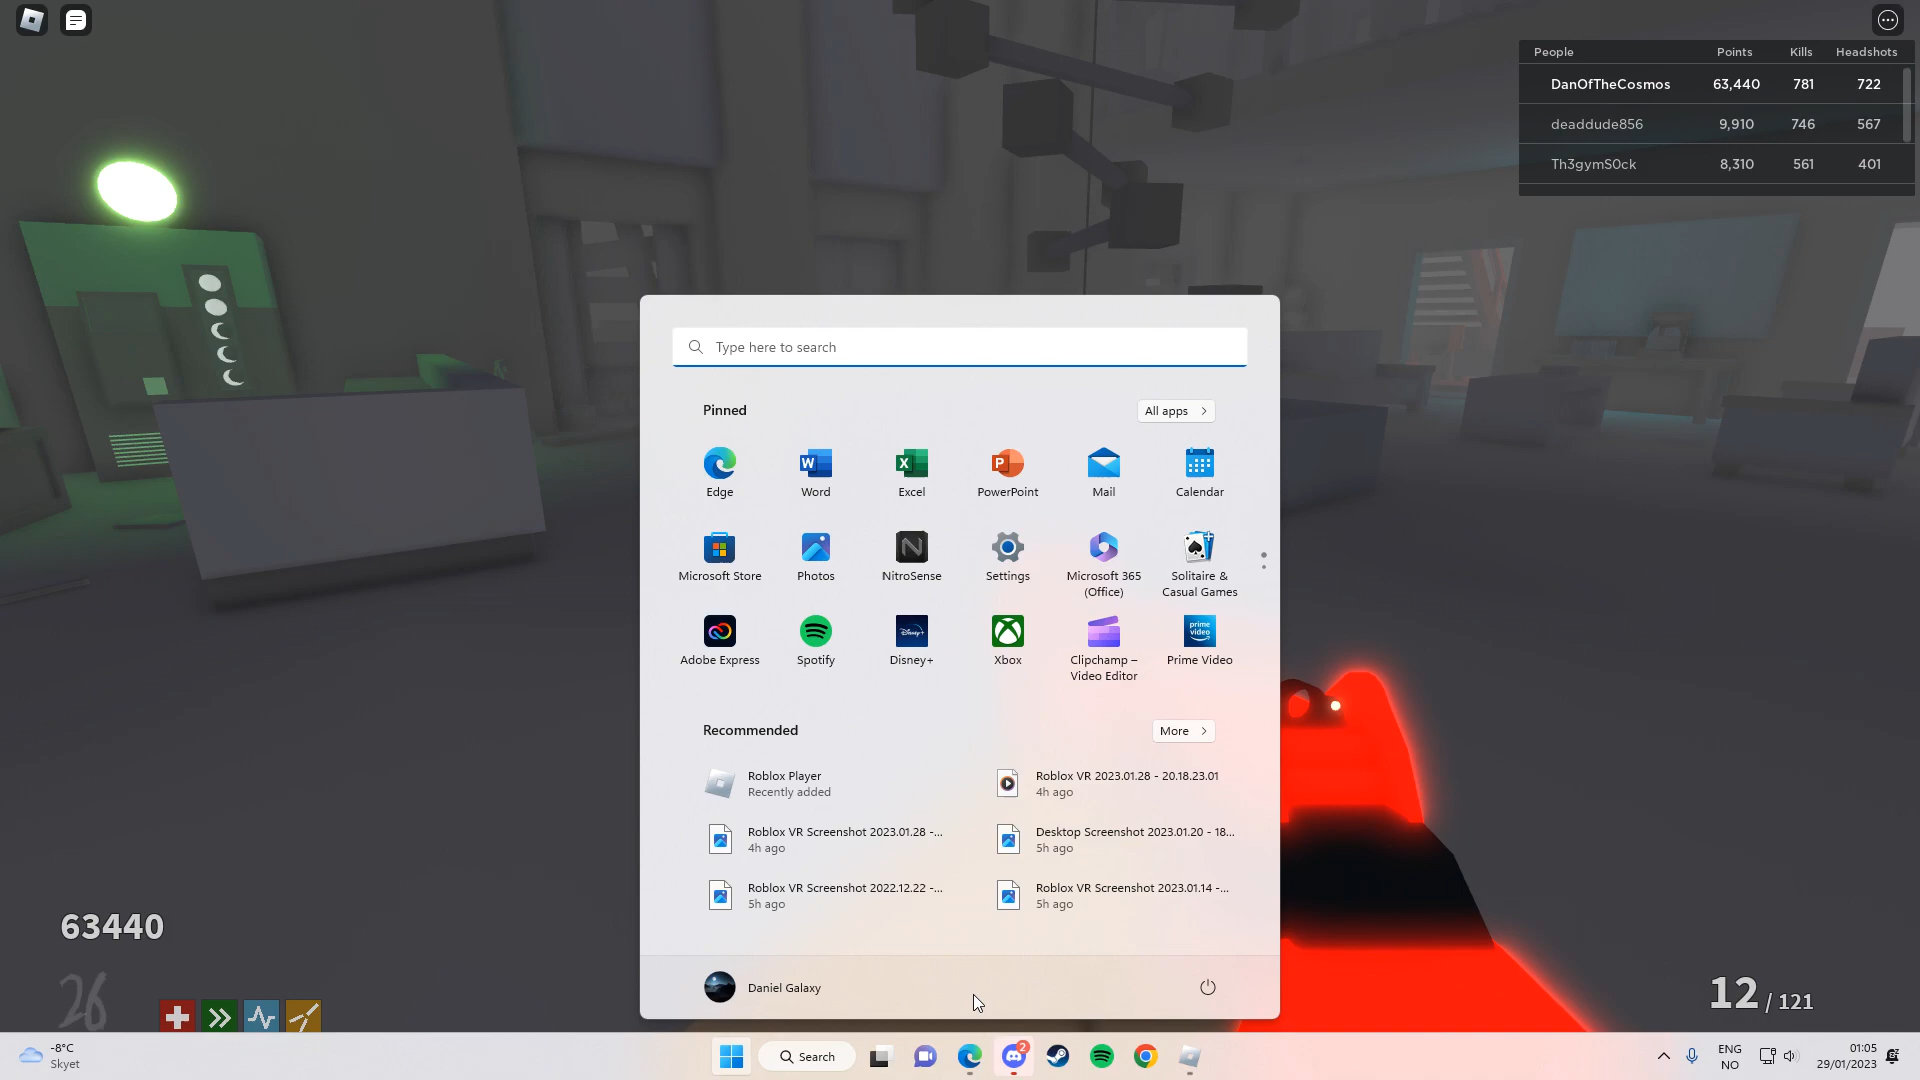 People Points Kills Headshots
DanOfTheCosmos 63,440 781 722
deaddude856 9,910 746 567
Th3gymS0ck 8,310 561 401
Type here to search
Pinned
All apps
Edge
Word
Excel
PowerPoint
Mail
Calendar
Microsoft Store
Photos
NitroSense
Settings
Microsoft 365
(Office)
Solitaire &
Casual Games
Adobe Express
Spotify
Disney+
Xbox
Clipchamp –
Video Editor
Prime Video
Recommended
More
Roblox Player
Recently added
Roblox VR 2023.01.28 - 20.18.23.01
4h ago
Roblox VR Screenshot 2023.01.28 -...
4h ago
Desktop Screenshot 2023.01.20 - 18...
5h ago
Roblox VR Screenshot 2022.12.22 -...
5h ago
Roblox VR Screenshot 2023.01.14 -...
5h ago
Daniel Galaxy
63440
26
12 / 121
-8°C
Skyet
Search
2
ENG
NO
01:05
29/01/2023